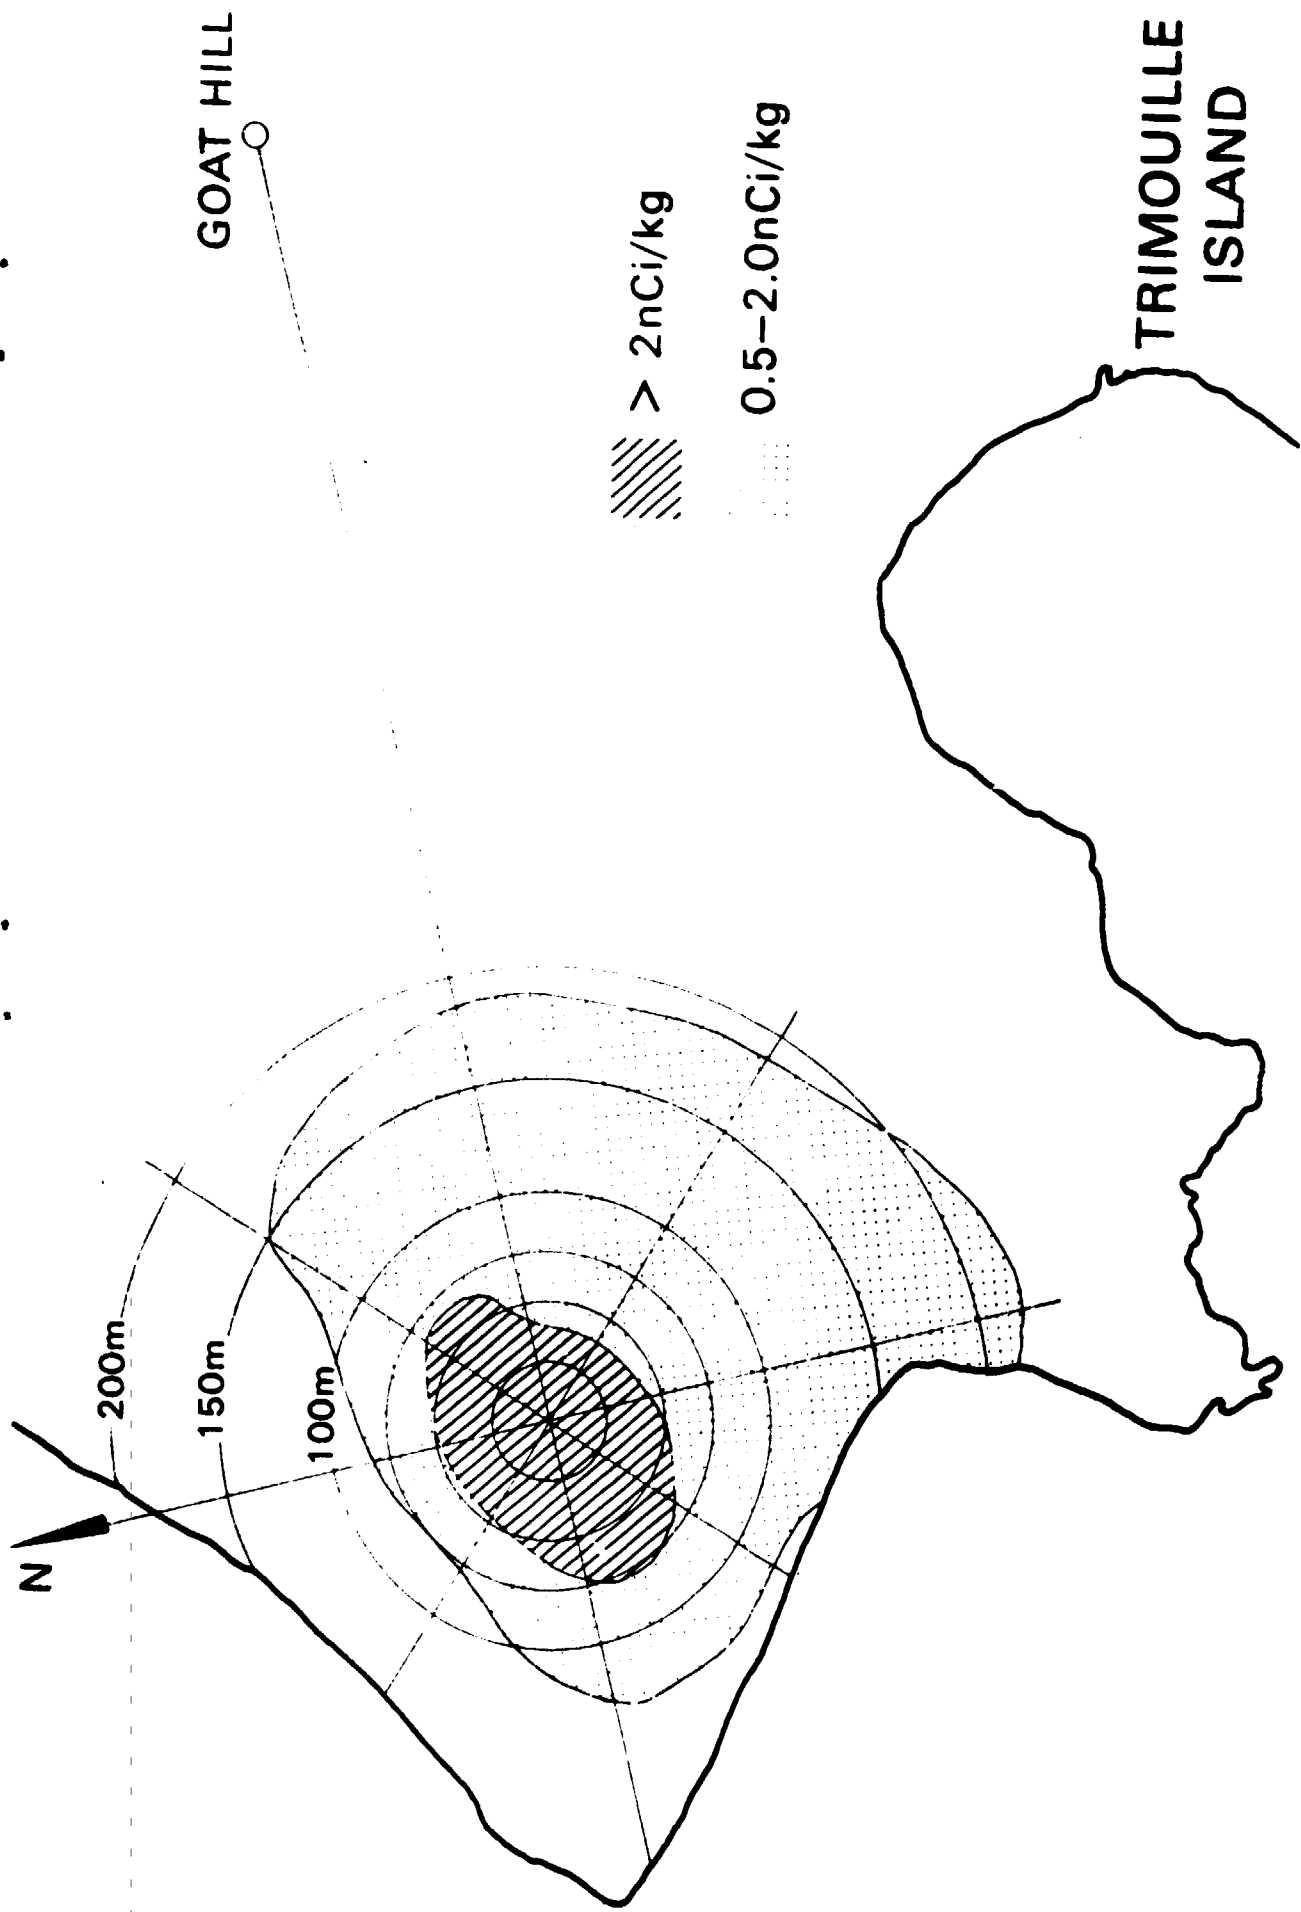 GOAT HILL
> 2nCi/kg
0.5–2.0nCi/kg
TRIMOUILLE
ISLAND
200m
150m
100m
N